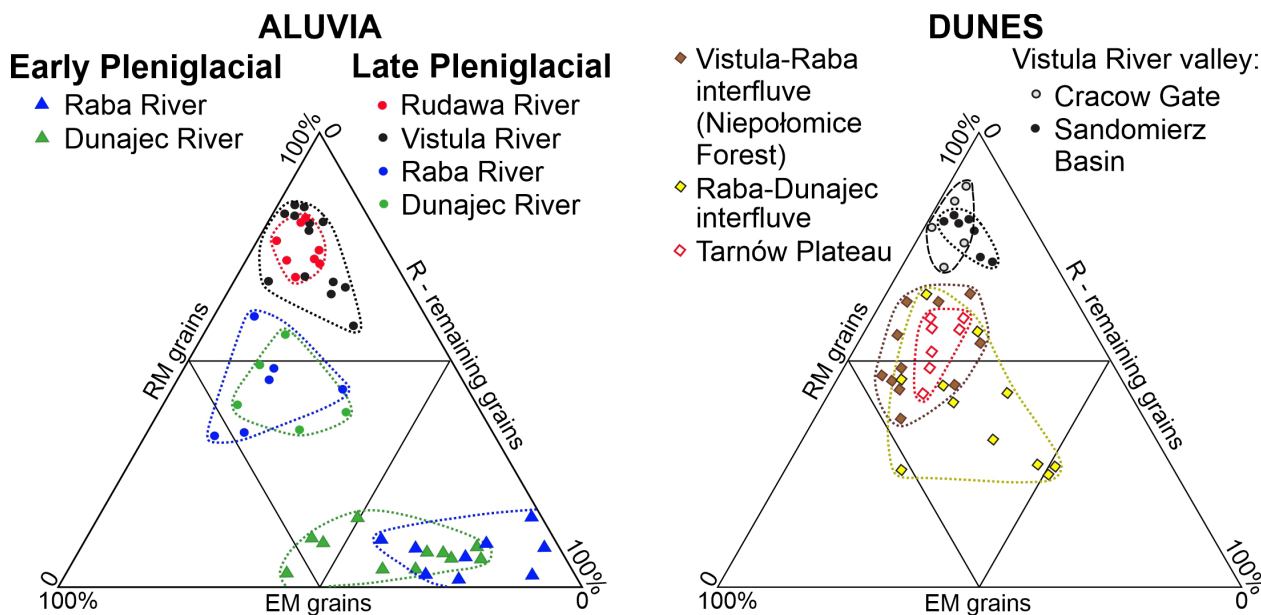 ALUVIA
Early Pleniglacial
Raba River
Dunajec River
Late Pleniglacial
Rudawa River
Vistula River
Raba River
Dunajec River
100%
0
RM grains
R - remaining grains
0
100%
EM grains
100%
0
DUNES
Vistula-Raba
interfluve
(Niepołomice
Forest)
Raba-Dunajec
interfluve
Tarnów Plateau
Vistula River valley:
Cracow Gate
Sandomierz
Basin
100%
0
RM grains
R - remaining grains
0
100%
EM grains
100%
0